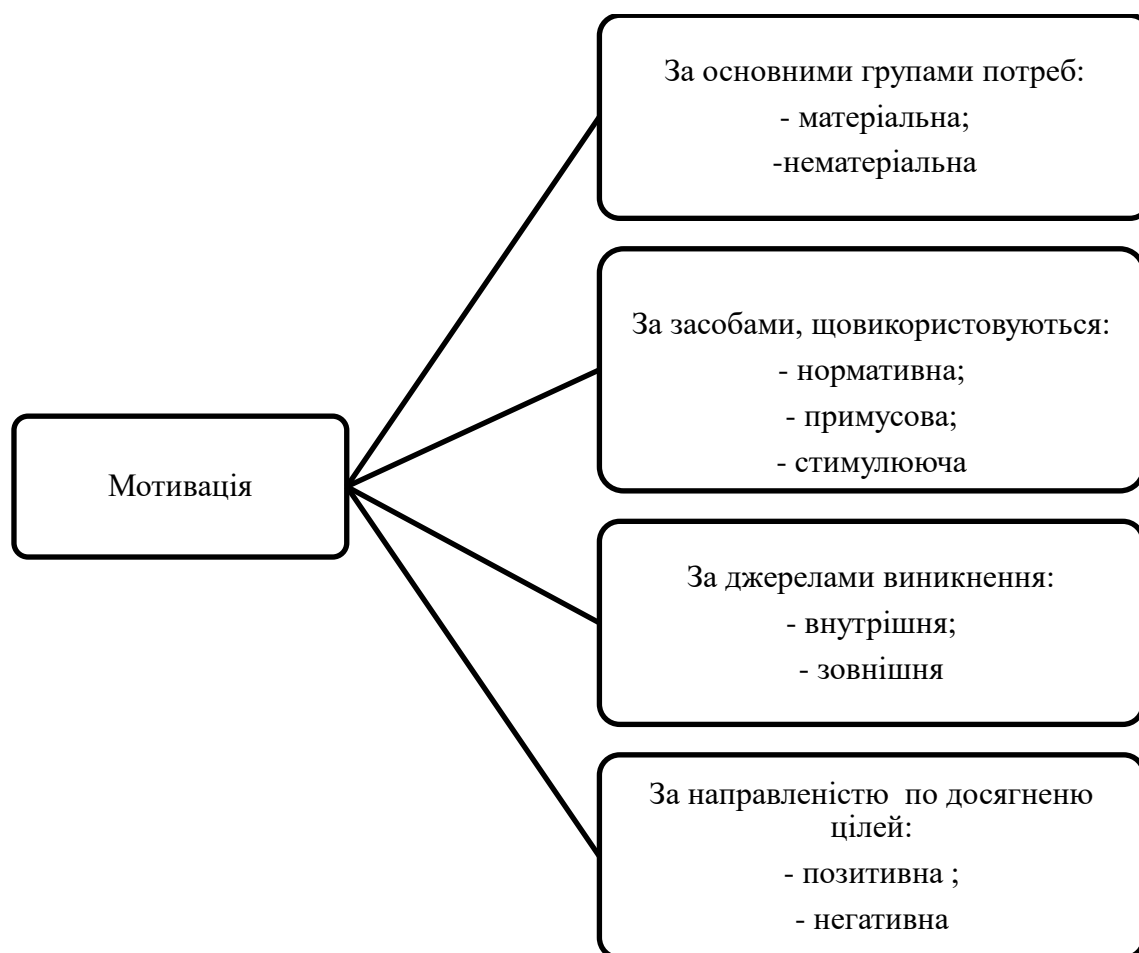 За основними групами потреб:
- матеріальна;
-нематеріальна
За засобами, щовикористовуються:
- нормативна;
- примусова;
- стимулююча
Мотивація
За джерелами виникнення:
- внутрішня;
- зовнішня
За направленістю  по досягненю
цілей:
- позитивна ;
- негативна